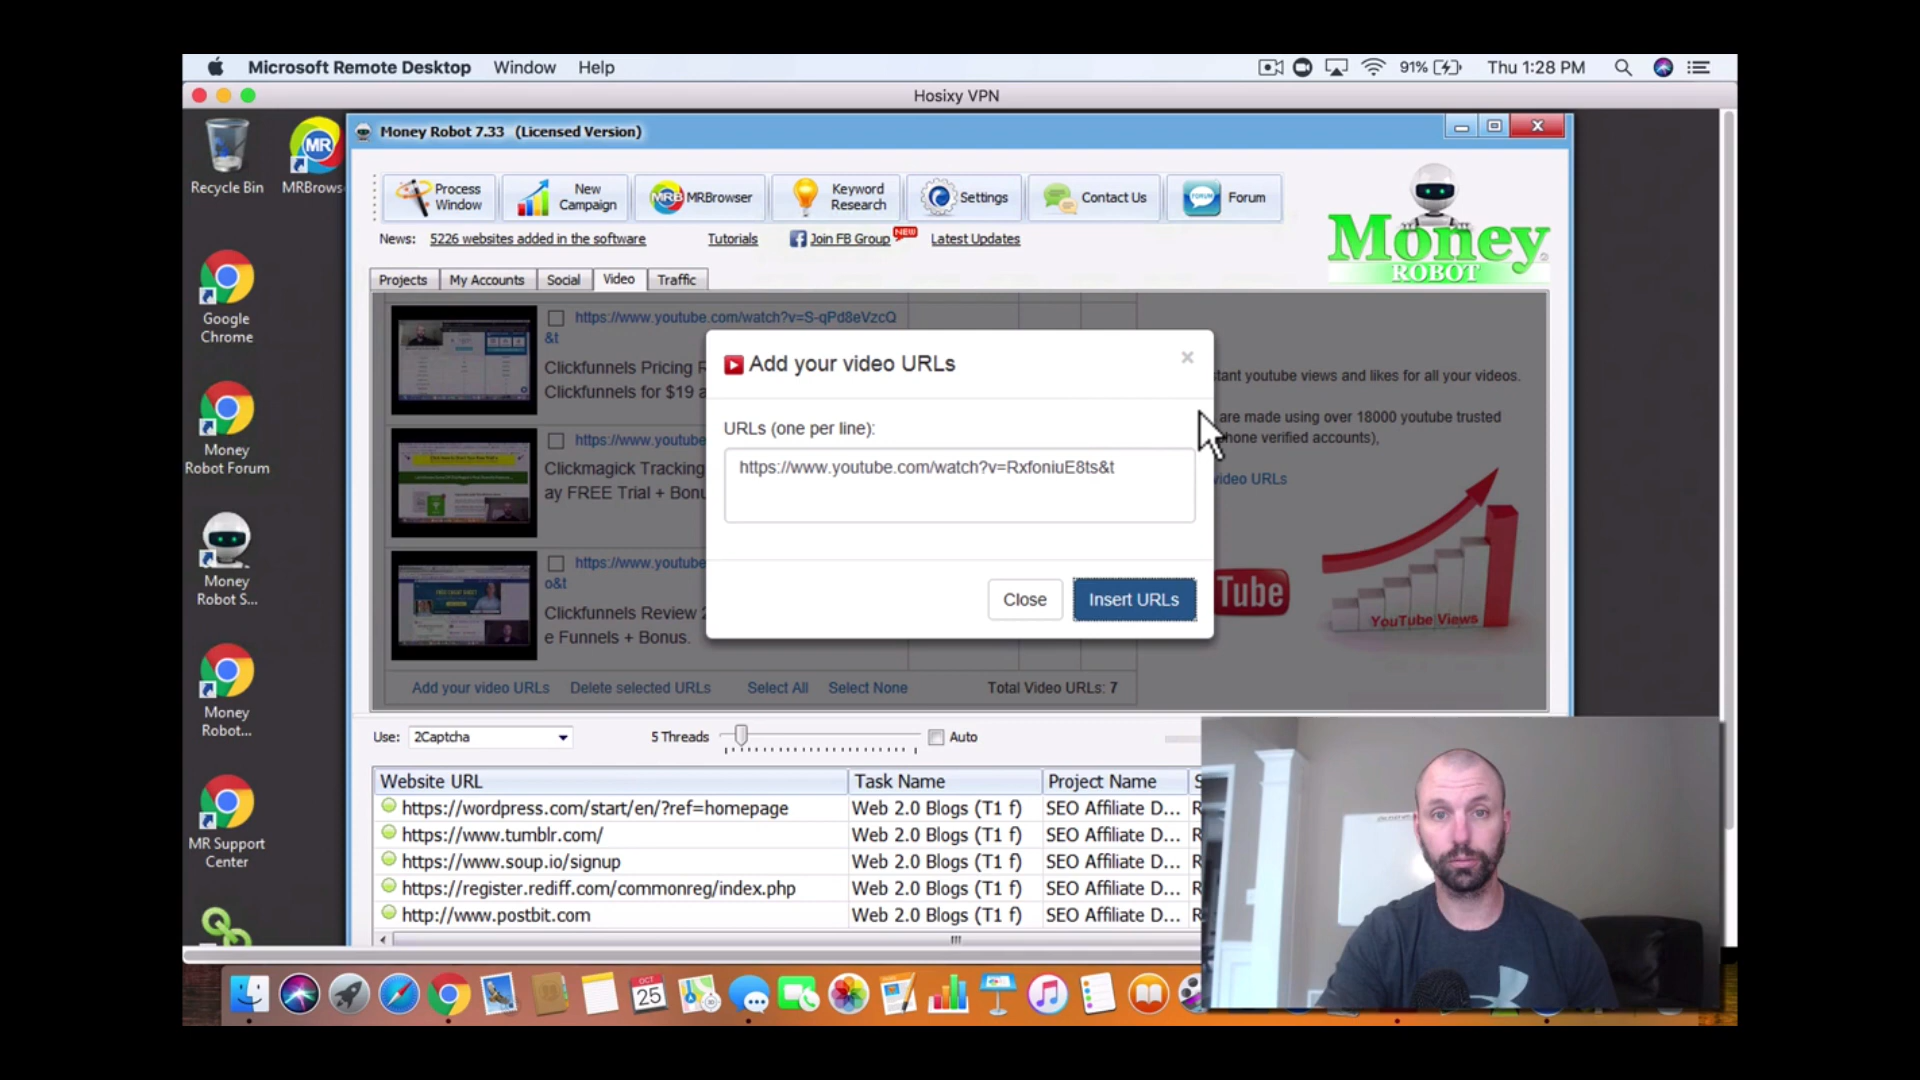 Microsoft Remote Desktop Window Help
91% Thu 1:28 PM
Hosixy VPN
Recycle Bin
MRBrows
Google
Chrome
Money
Robot Forum
Money
Robot S...
Money
Robot...
MR Support
Center
Money Robot 7.33 (Licensed Version)
Process
Window
New
Campaign
MRBrowser
Keyword
Research
Settings
Contact Us
Forum
News: 5226 websites added in the software
Tutorials
Join FB Group
NEW
Latest Updates
Money
ROBOT
Projects
My Accounts
Social
Video
Traffic
https://www.youtube.com/watch?v=S-qPd8eVzcQ
&t
Clickfunnels Pricing
Clickfunnels for $19 a
https://www.youtube
Clickmagick Tracking
ay FREE Trial + Bonu
https://www.youtube
o&t
Clickfunnels Review
e Funnels + Bonus.
Add your video URLs
Delete selected URLs
Select All
Select None
Total Video URLs: 7
Add your video URLs
URLs (one per line):
https://www.youtube.com/watch?v=RxfoniuE8ts&t
Close
Insert URLs
tant youtube views and likes for all your videos.
are made using over 18000 youtube trusted
hone verified accounts),
video URLs
Tube
YouTube Views
Use: 2Captcha
5 Threads
Auto
Website URL Task Name Project Name S
https://wordpress.com/start/en/?ref=homepage Web 2.0 Blogs (T1 f) SEO Affiliate D... R
https://www.tumblr.com/ Web 2.0 Blogs (T1 f) SEO Affiliate D... R
https://www.soup.io/signup Web 2.0 Blogs (T1 f) SEO Affiliate D... R
https://register.rediff.com/commonreg/index.php Web 2.0 Blogs (T1 f) SEO Affiliate D... R
http://www.postbit.com Web 2.0 Blogs (T1 f) SEO Affiliate D... R
OCT
25